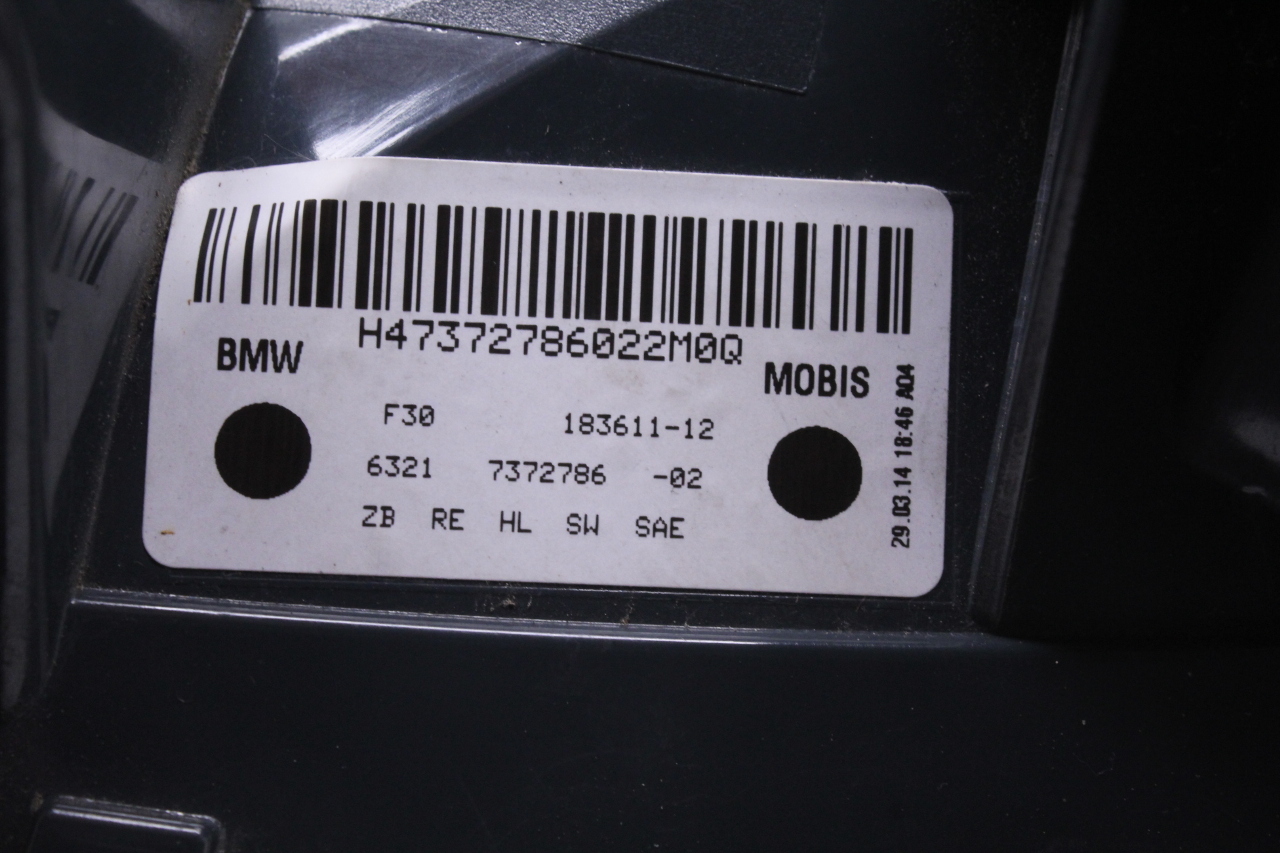 H47372786022M0Q
BMW
MOBIS
F30 183611-12
6321 7372786 -02
ZB RE HL SW SAE
29.03.14 18:46 A04